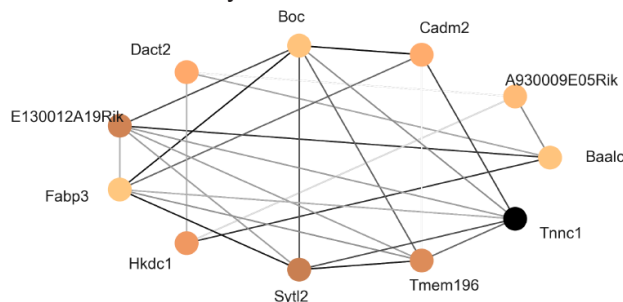 Boc
Cadm2
Dact2
A930009E05Rik
E130012A19Rik
Baalc
Fabp3
Tnnc1
Hkdc1
Tmem196
Sytl2